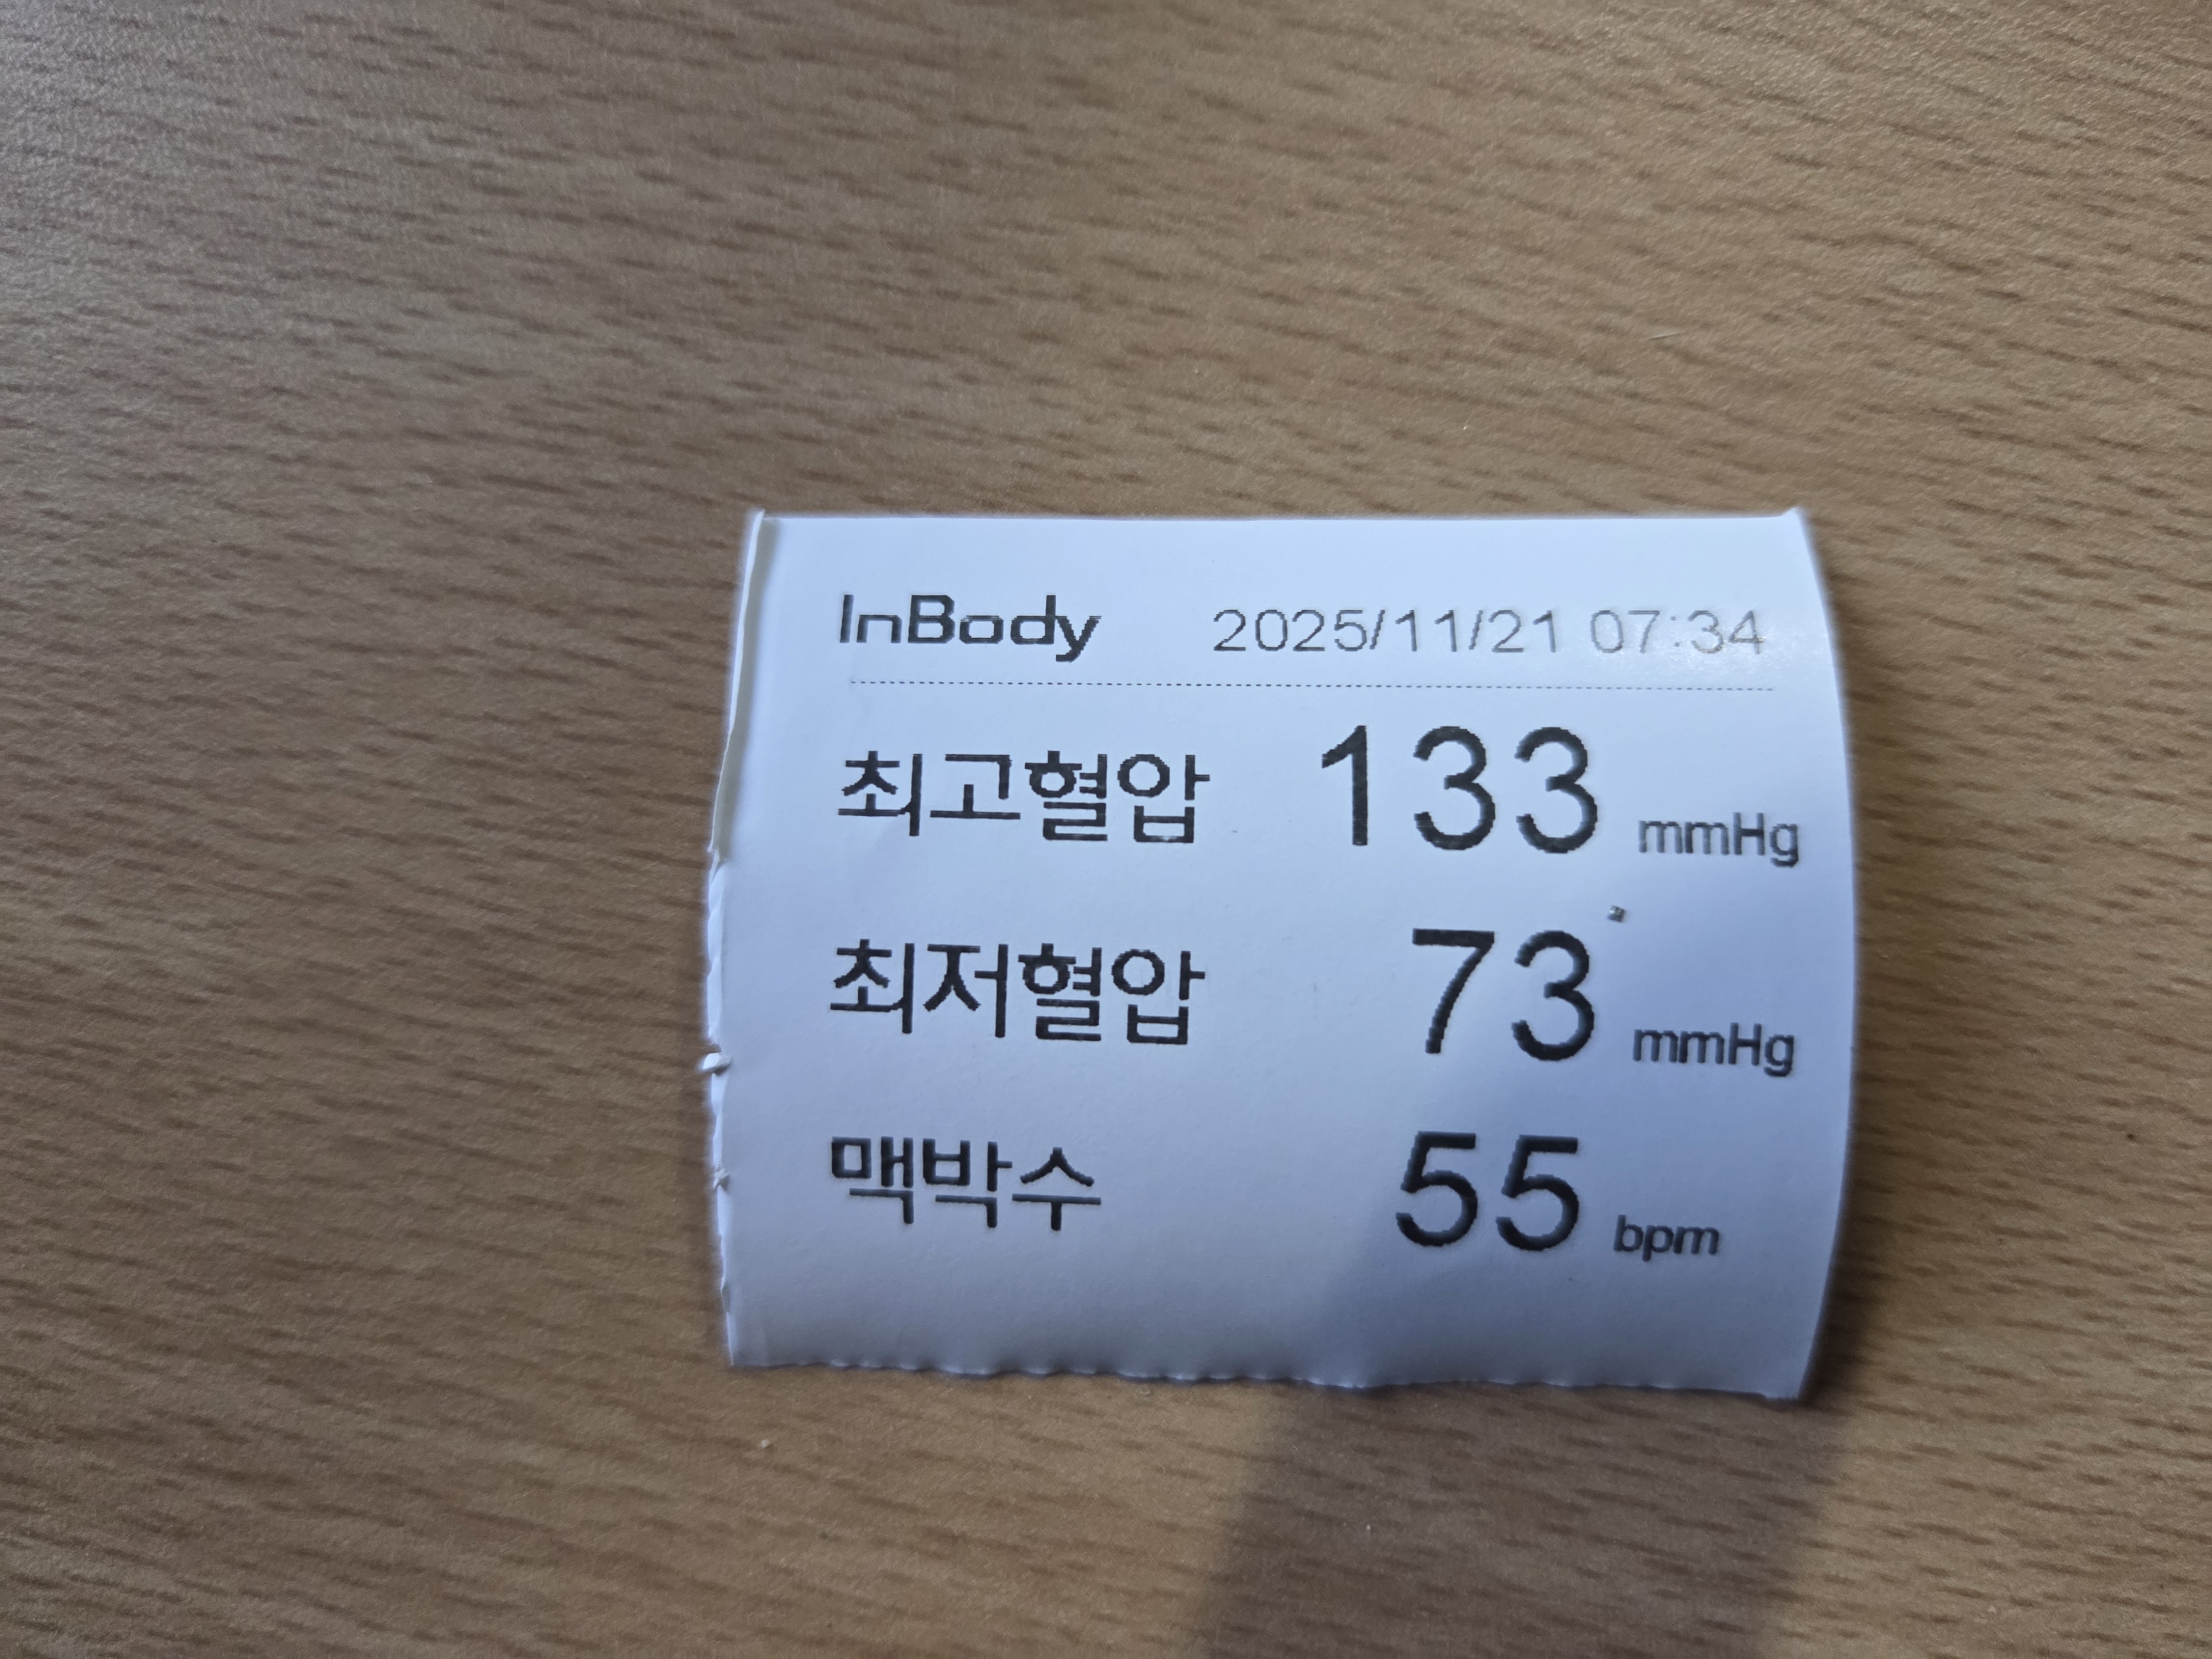 InBody 2025/11/21 07:34
최고혈압 133 mmHg
최저혈압 73 mmHg
맥박수 55 bpm